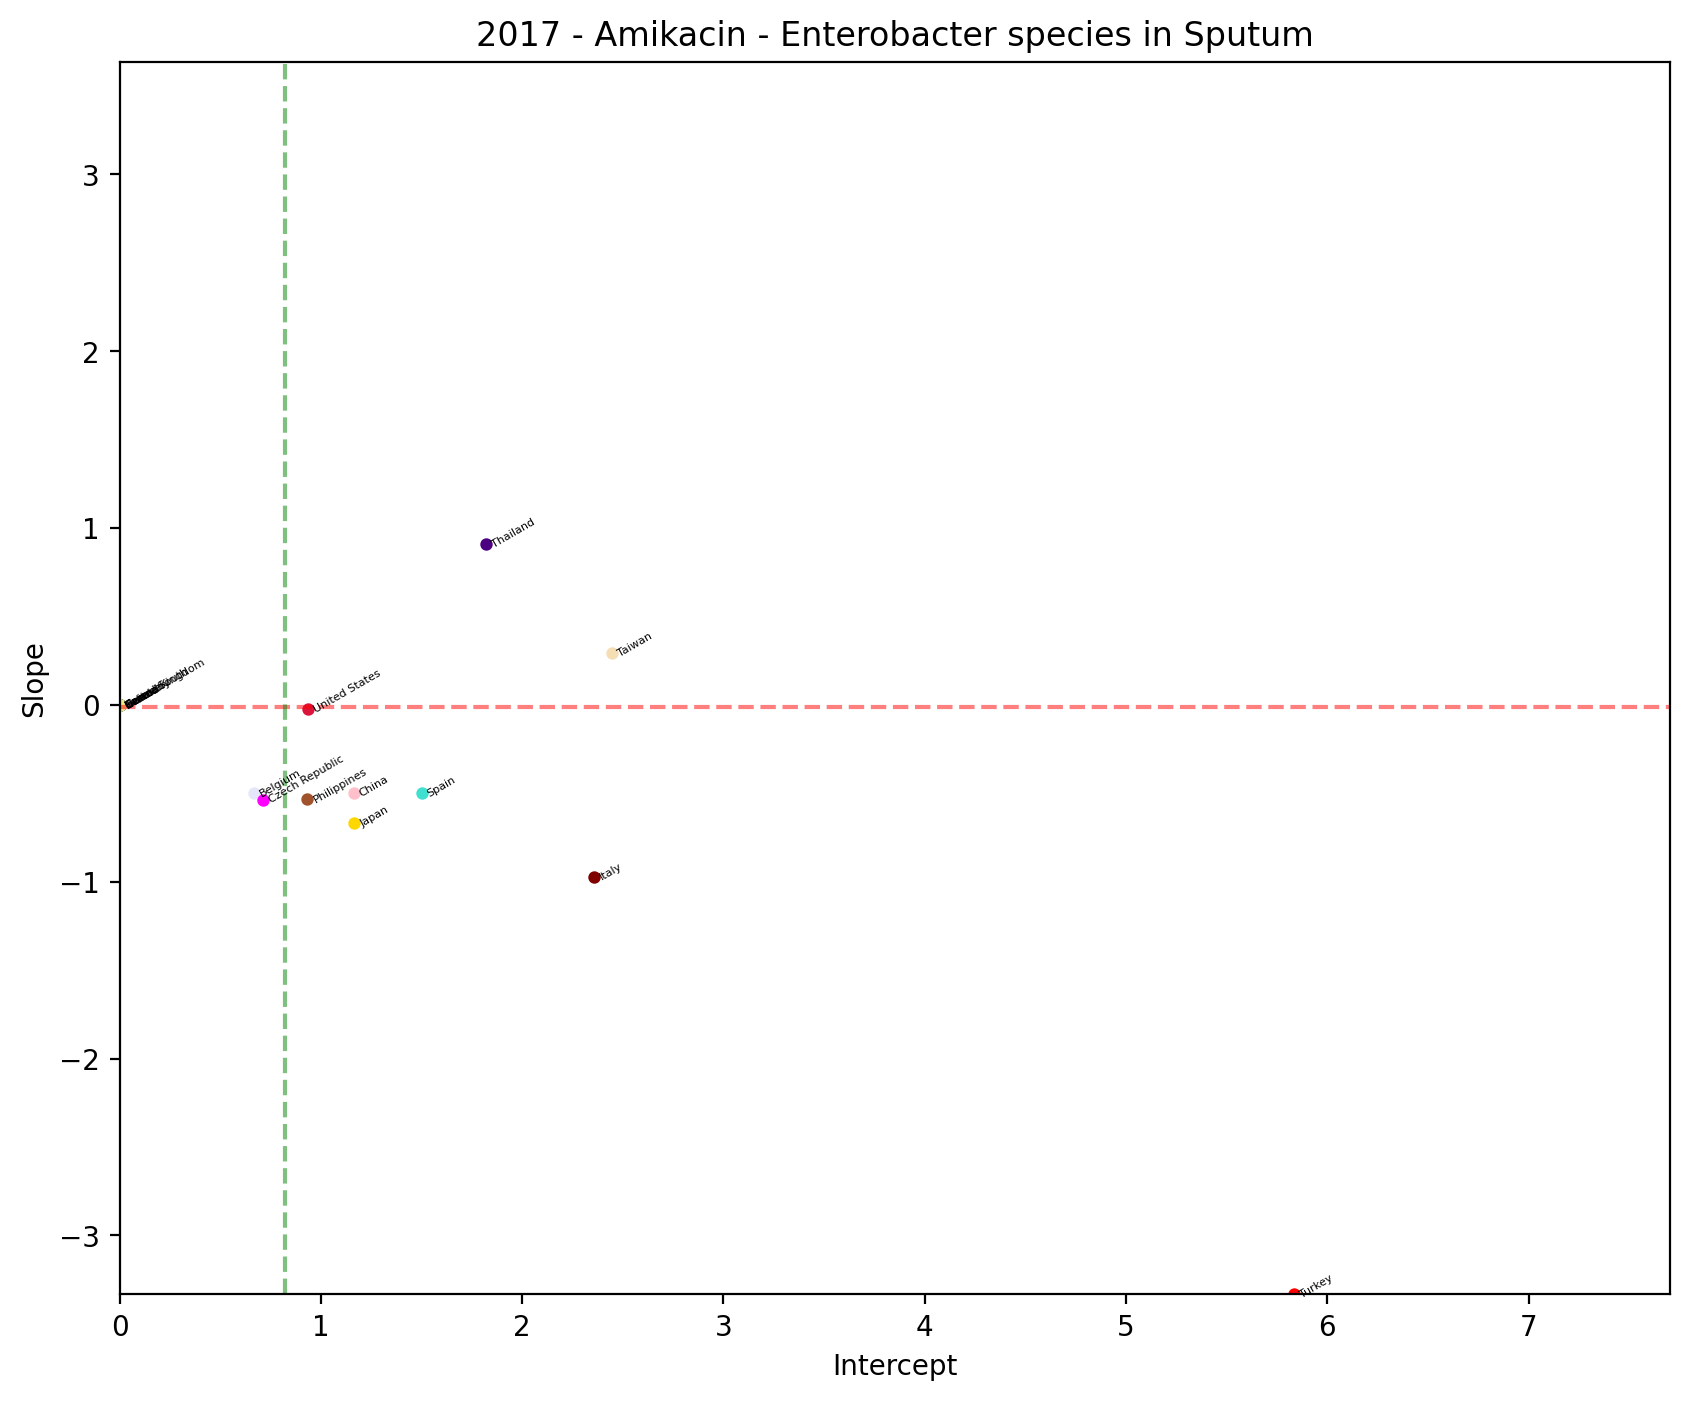 2017 - Amikacin - Enterobacter species in Sputum
3
2
1
0
−1
−2
−3
Slope
Thailand
Taiwan
United States
Belgium
Czech Republic
Philippines
China
Spain
Japan
Italy
Turkey
0
1
2
3
4
5
6
7
Intercept